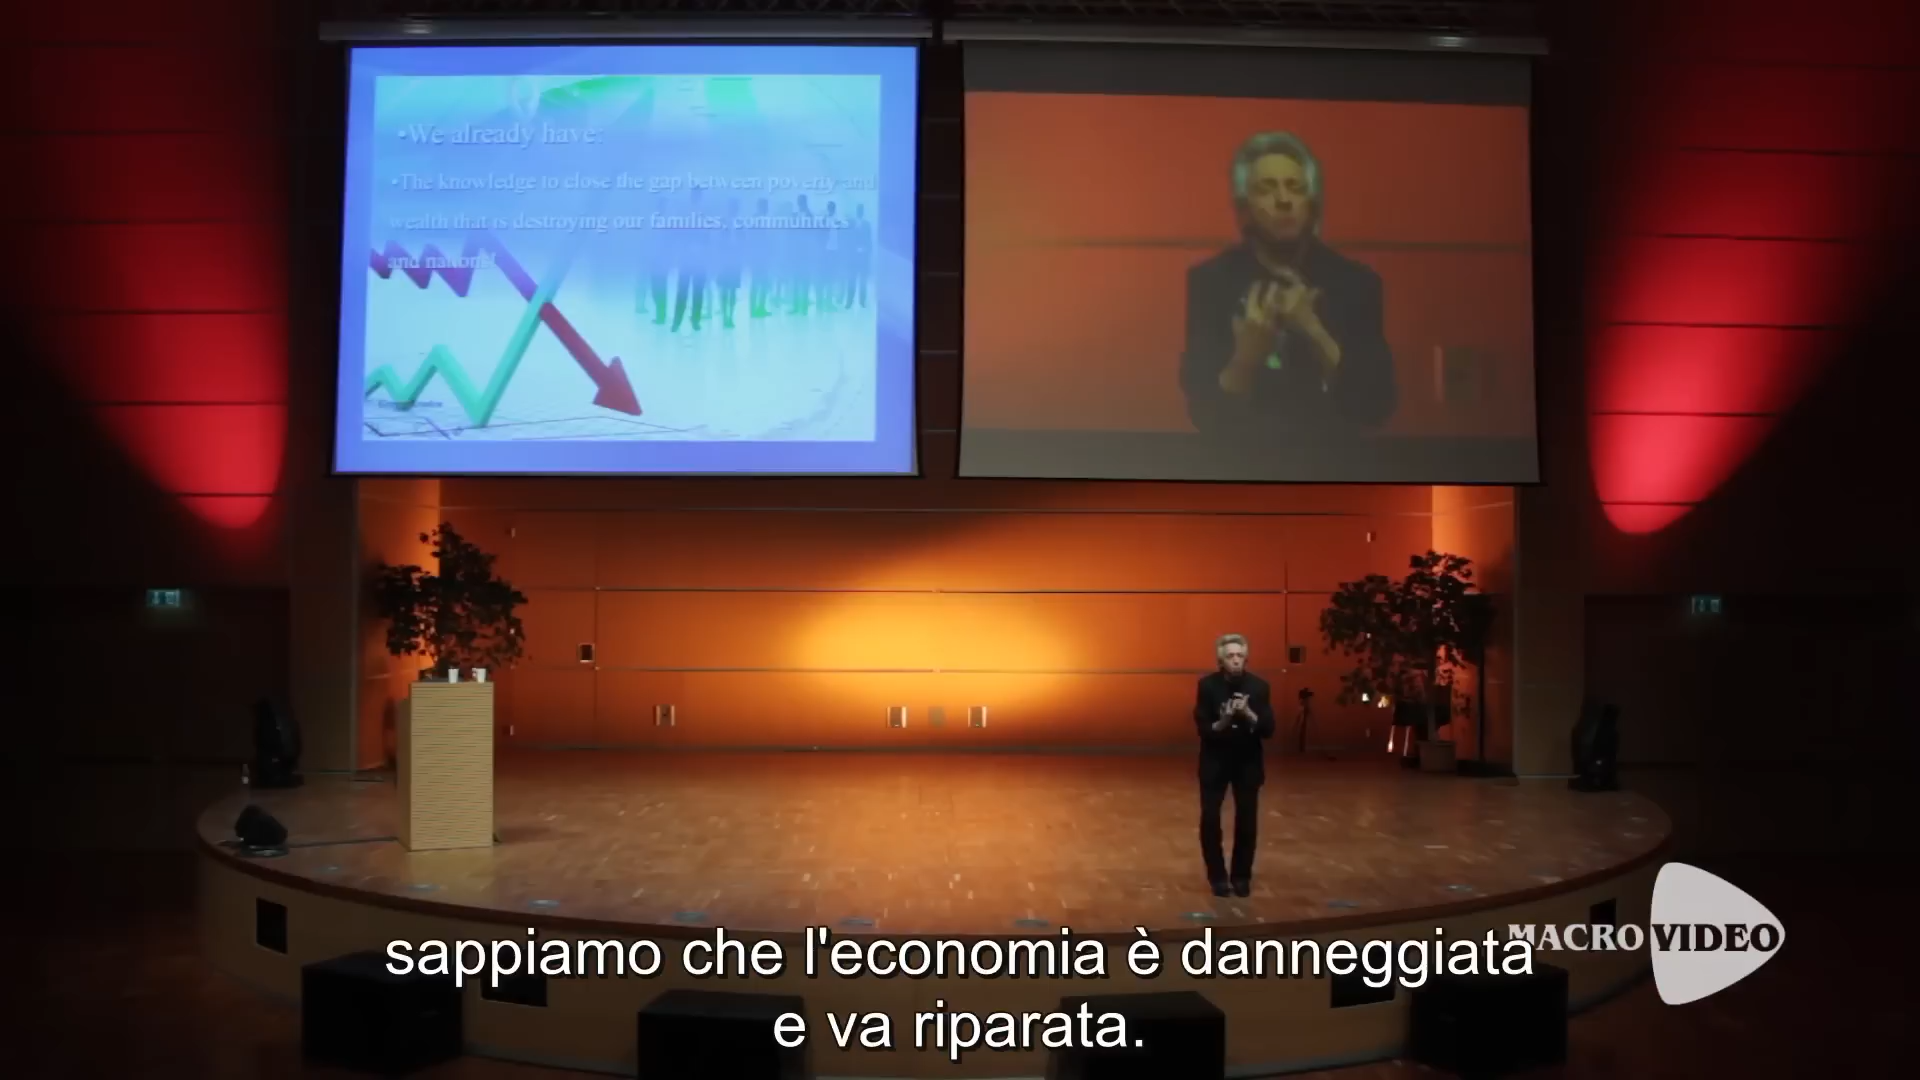 •We already have:
•The knowledge to close the gap between poverty and
wealth that is destroying our families, communities
and nations!
MACRO VIDEO
sappiamo che l'economia è danneggiata
e va riparata.